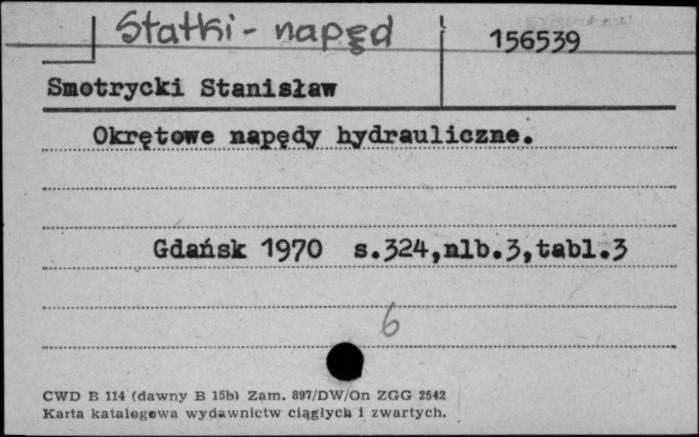 Statki - napęd
156539
Smotrycki Stanisław
Okrętowe napędy hydrauliczne.
Gdańsk 1970 s.324,nlb.3,tabl.3
6
CWD B 114 (dawny B 15b) Zam. 897/DW/On ZGG 2542
Karta katalogowa wydawnictw ciągłych i zwartych.